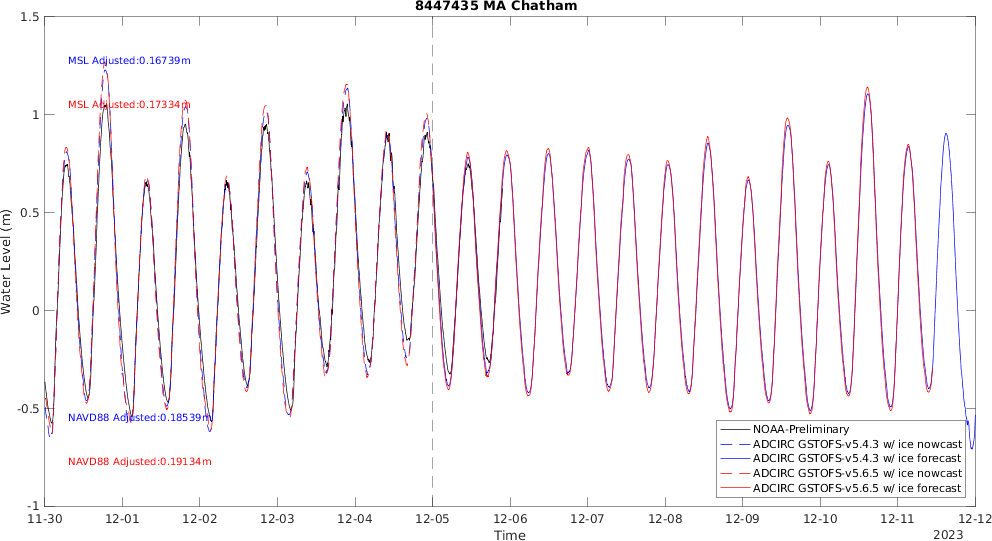 8447435 MA Chatham
1.5
1
0.5
0
-0.5
-1
Water Level (m)
MSL Adjusted:0.16739m
MSL Adjusted:0.17334m
NAVD88 Adjusted:0.18539m
NAVD88 Adjusted:0.19134m
NOAA-Preliminary
ADCIRC GSTOFS-v5.4.3 w/ ice nowcast
ADCIRC GSTOFS-v5.4.3 w/ ice forecast
ADCIRC GSTOFS-v5.6.5 w/ ice nowcast
ADCIRC GSTOFS-v5.6.5 w/ ice forecast
11-30 12-01 12-02 12-03 12-04 12-05 12-06 12-07 12-08 12-09 12-10 12-11 12-12
Time
2023